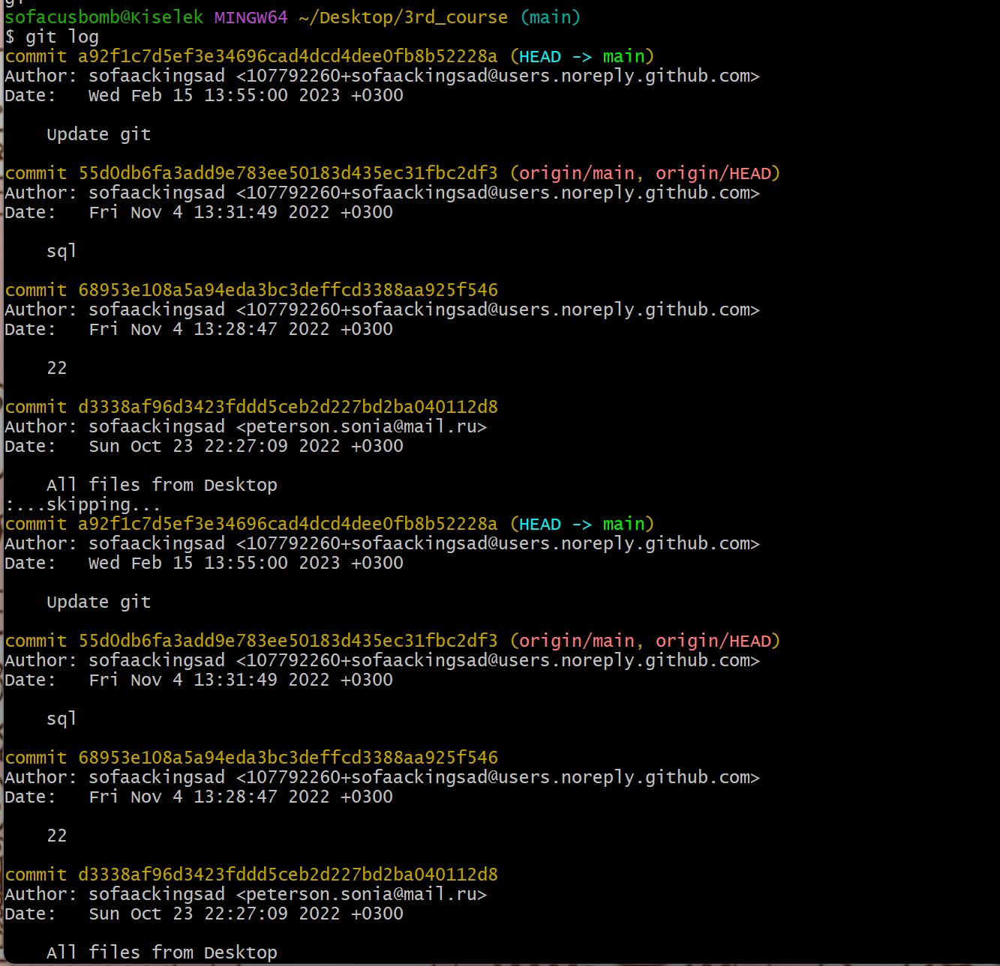 sofacusbomb@Kiselek MINGW64 ~/Desktop/3rd_course (main)
$ git log
commit a92f1c7d5ef3e34696cad4dcd4dee0fb8b52228a (HEAD -> main)
Author: sofaackingsad <107792260+sofaackingsad@users.noreply.github.com>
Date:   Wed Feb 15 13:55:00 2023 +0300
    Update git
commit 55d0db6fa3add9e783ee50183d435ec31fbc2df3 (origin/main, origin/HEAD)
Author: sofaackingsad <107792260+sofaackingsad@users.noreply.github.com>
Date:   Fri Nov 4 13:31:49 2022 +0300
    sql
commit 68953e108a5a94eda3bc3deffcd3388aa925f546
Author: sofaackingsad <107792260+sofaackingsad@users.noreply.github.com>
Date:   Fri Nov 4 13:28:47 2022 +0300
    22
commit d3338af96d3423fddd5ceb2d227bd2ba040112d8
Author: sofaackingsad <peterson.sonia@mail.ru>
Date:   Sun Oct 23 22:27:09 2022 +0300
    All files from Desktop
:...skipping...
commit a92f1c7d5ef3e34696cad4dcd4dee0fb8b52228a (HEAD -> main)
Author: sofaackingsad <107792260+sofaackingsad@users.noreply.github.com>
Date:   Wed Feb 15 13:55:00 2023 +0300
    Update git
commit 55d0db6fa3add9e783ee50183d435ec31fbc2df3 (origin/main, origin/HEAD)
Author: sofaackingsad <107792260+sofaackingsad@users.noreply.github.com>
Date:   Fri Nov 4 13:31:49 2022 +0300
    sql
commit 68953e108a5a94eda3bc3deffcd3388aa925f546
Author: sofaackingsad <107792260+sofaackingsad@users.noreply.github.com>
Date:   Fri Nov 4 13:28:47 2022 +0300
    22
commit d3338af96d3423fddd5ceb2d227bd2ba040112d8
Author: sofaackingsad <peterson.sonia@mail.ru>
Date:   Sun Oct 23 22:27:09 2022 +0300
    All files from Desktop